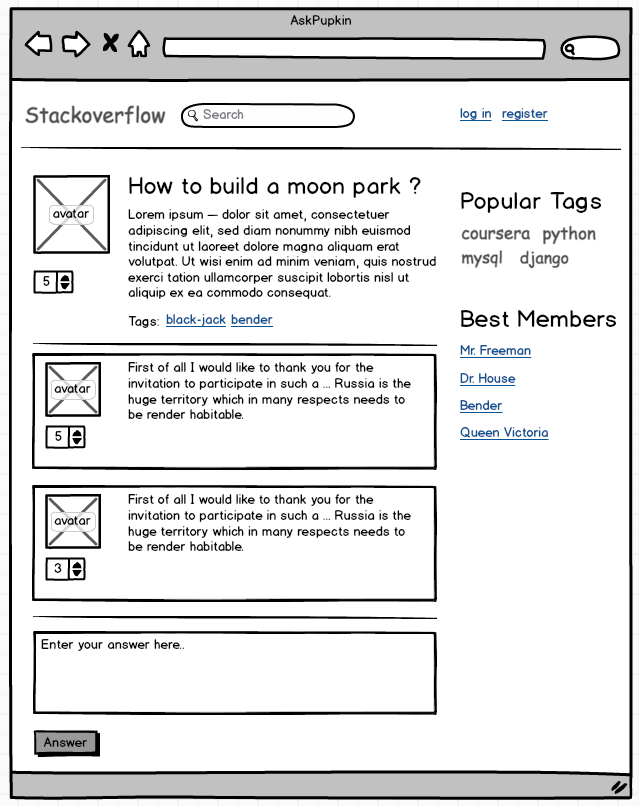 AskPupkin
Stackoverflow
Search
log in register
avatar
5
How to build a moon park ?
Lorem ipsum — dolor sit amet, consectetuer
adipiscing elit, sed diam nonummy nibh euismod
tincidunt ut laoreet dolore magna aliquam erat
volutpat. Ut wisi enim ad minim veniam, quis nostrud
exerci tation ullamcorper suscipit lobortis nisl ut
aliquip ex ea commodo consequat.
Tags: black-jack bender
avatar
5
First of all I would like to thank you for the
invitation to participate in such a ... Russia is the
huge territory which in many respects needs to
be render habitable.
avatar
3
First of all I would like to thank you for the
invitation to participate in such a ... Russia is the
huge territory which in many respects needs to
be render habitable.
Enter your answer here..
Answer
Popular Tags
coursera python
mysql django
Best Members
Mr. Freeman
Dr. House
Bender
Queen Victoria